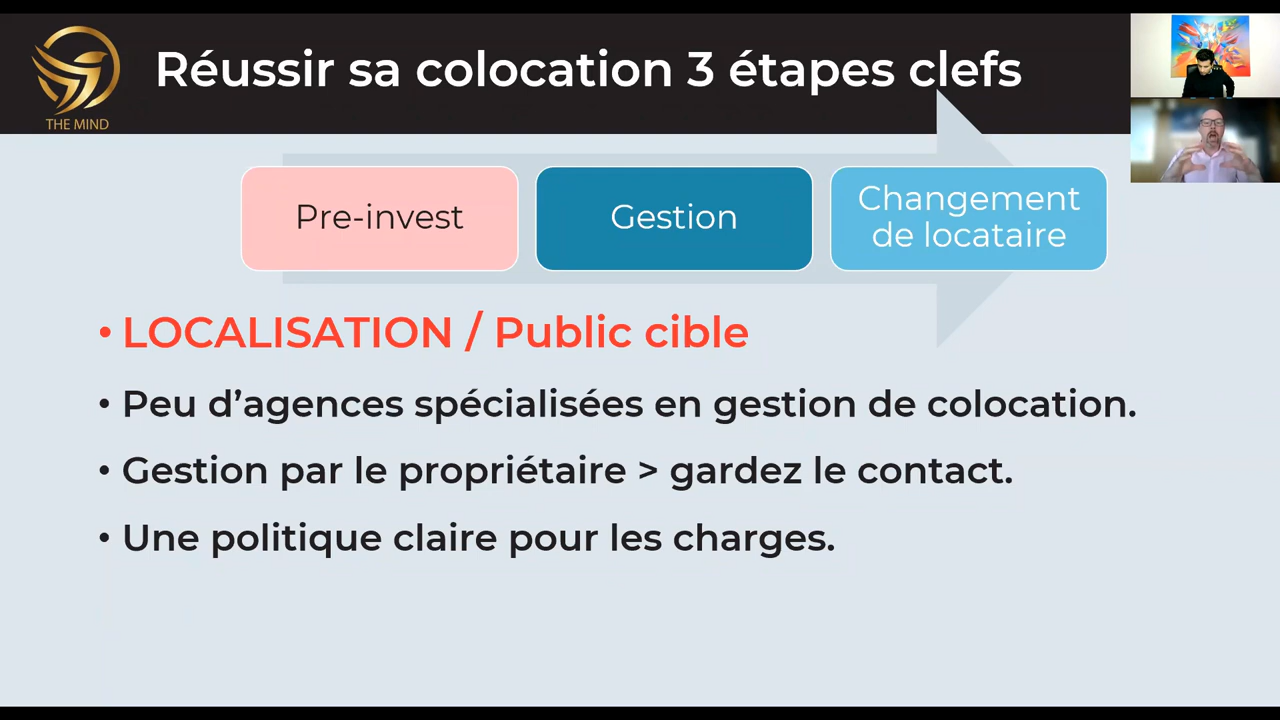 Réussir sa colocation 3 étapes clefs
THE MIND
Pre-invest
Gestion
Changement
de locataire
• LOCALISATION / Public cible
• Peu d’agences spécialisées en gestion de colocation.
• Gestion par le propriétaire > gardez le contact.
• Une politique claire pour les charges.